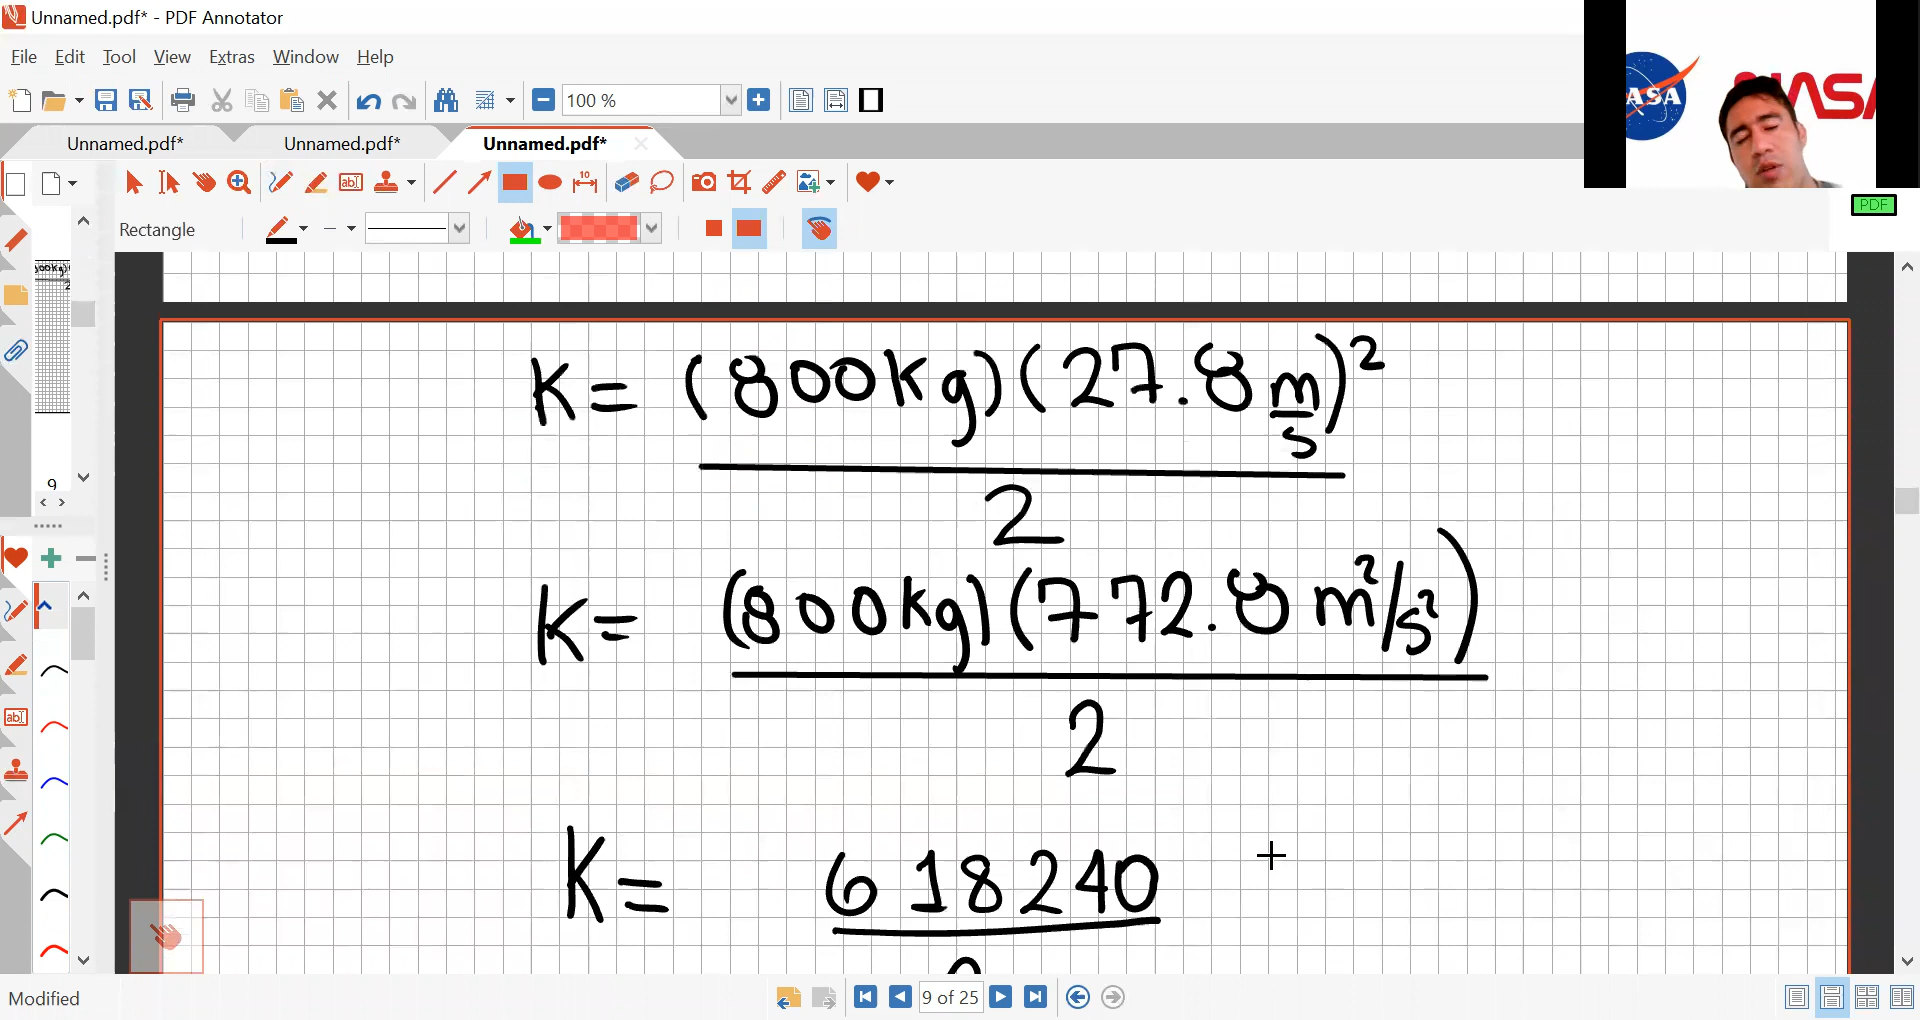 Unnamed.pdf* - PDF Annotator
File Edit Tool View Extras Window Help
100 %
Unnamed.pdf* Unnamed.pdf* Unnamed.pdf*
Rectangle
PDF
9
K= (800kg)(27.8 m/s)²
2
K= (800kg)(772.8 m²/s²)
2
K= 618240
Modified
9 of 25